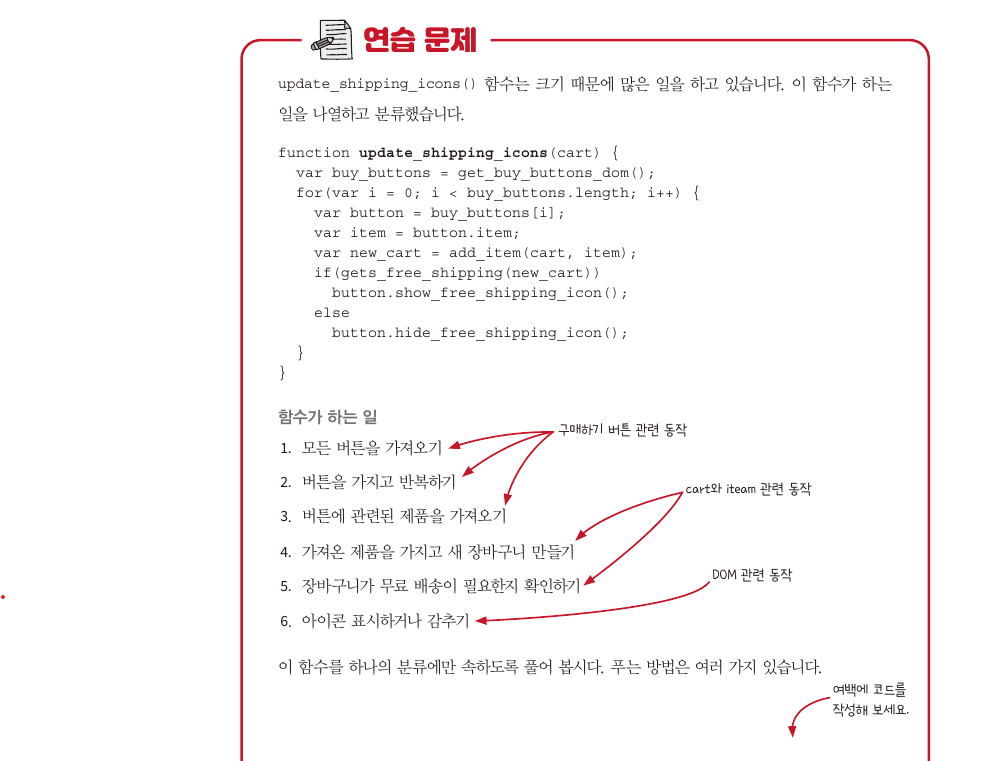 연습 문제
update_shipping_icons() 함수는 크기 때문에 많은 일을 하고 있습니다. 이 함수가 하는
일을 나열하고 분류했습니다.
function update_shipping_icons(cart) {
  var buy_buttons = get_buy_buttons_dom();
  for(var i = 0; i < buy_buttons.length; i++) {
    var button = buy_buttons[i];
    var item = button.item;
    var new_cart = add_item(cart, item);
    if(gets_free_shipping(new_cart))
      button.show_free_shipping_icon();
    else
      button.hide_free_shipping_icon();
  }
}
함수가 하는 일
구매하기 버튼 관련 동작
1. 모든 버튼을 가져오기
2. 버튼을 가지고 반복하기
cart와 iteam 관련 동작
3. 버튼에 관련된 제품을 가져오기
4. 가져온 제품을 가지고 새 장바구니 만들기
DOM 관련 동작
5. 장바구니가 무료 배송이 필요한지 확인하기
6. 아이콘 표시하거나 감추기
이 함수를 하나의 분류에만 속하도록 풀어 봅시다. 푸는 방법은 여러 가지 있습니다.
여백에 코드를
작성해 보세요.